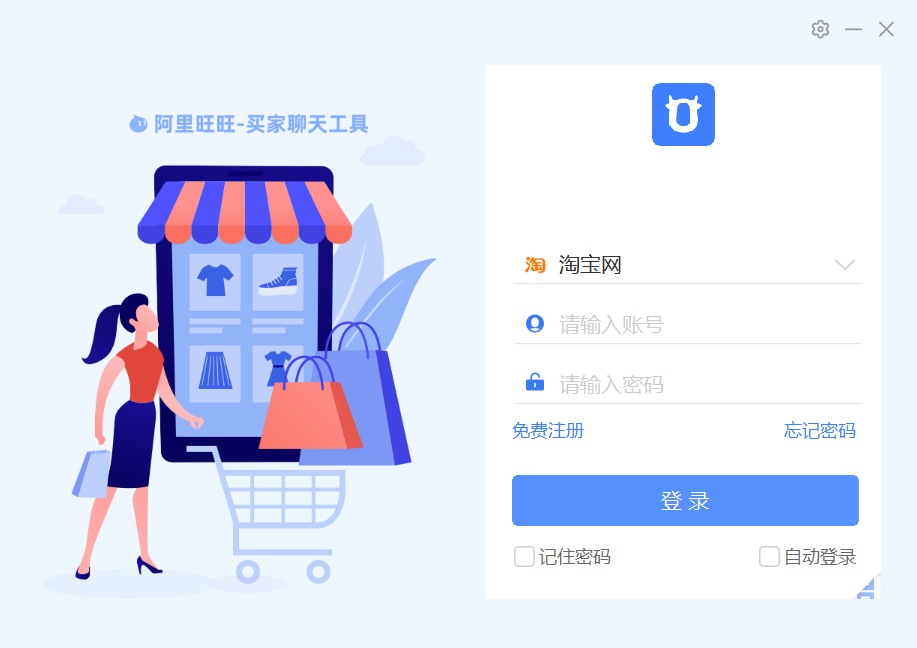 阿里旺旺-买家聊天工具
淘 淘宝网
请输入账号
请输入密码
免费注册 忘记密码
登 录
记住密码 自动登录